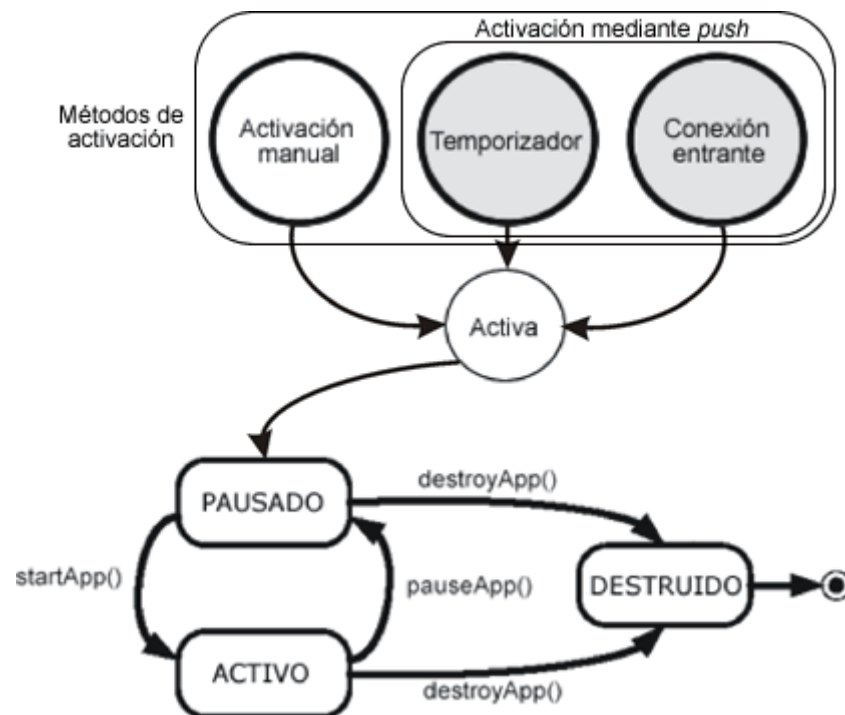 Activación mediante push
Métodos de
activación
Activación
manual
Temporizador
Conexión
entrante
Activa
PAUSADO
destroyApp()
startApp()
pauseApp()
DESTRUIDO
ACTIVO
destroyApp()